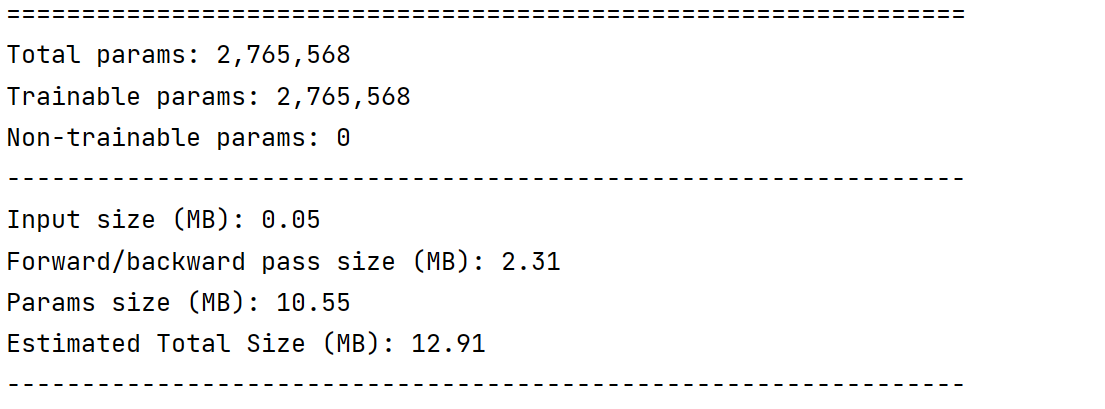 ================================================================
Total params: 2,765,568
Trainable params: 2,765,568
Non-trainable params: 0
----------------------------------------------------------------
Input size (MB): 0.05
Forward/backward pass size (MB): 2.31
Params size (MB): 10.55
Estimated Total Size (MB): 12.91
----------------------------------------------------------------